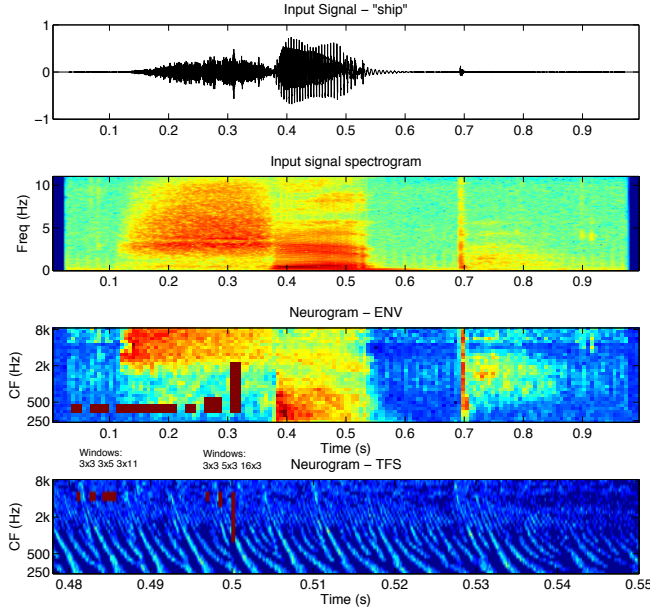 Input Signal – "ship"
1
0
−1
0.1 0.2 0.3 0.4 0.5 0.6 0.7 0.8 0.9
Input signal spectrogram
Freq (Hz)
10
5
0
0.1 0.2 0.3 0.4 0.5 0.6 0.7 0.8 0.9
Neurogram – ENV
CF (Hz)
8k
2k
500
250
0.1 0.2 0.3 0.4 0.5 0.6 0.7 0.8 0.9
Time (s)
Windows:
3x3 3x5 3x11
Windows:
3x3 5x3 16x3
Neurogram – TFS
CF (Hz)
8k
2k
500
250
0.48 0.49 0.5 0.51 0.52 0.53 0.54 0.55
Time (s)